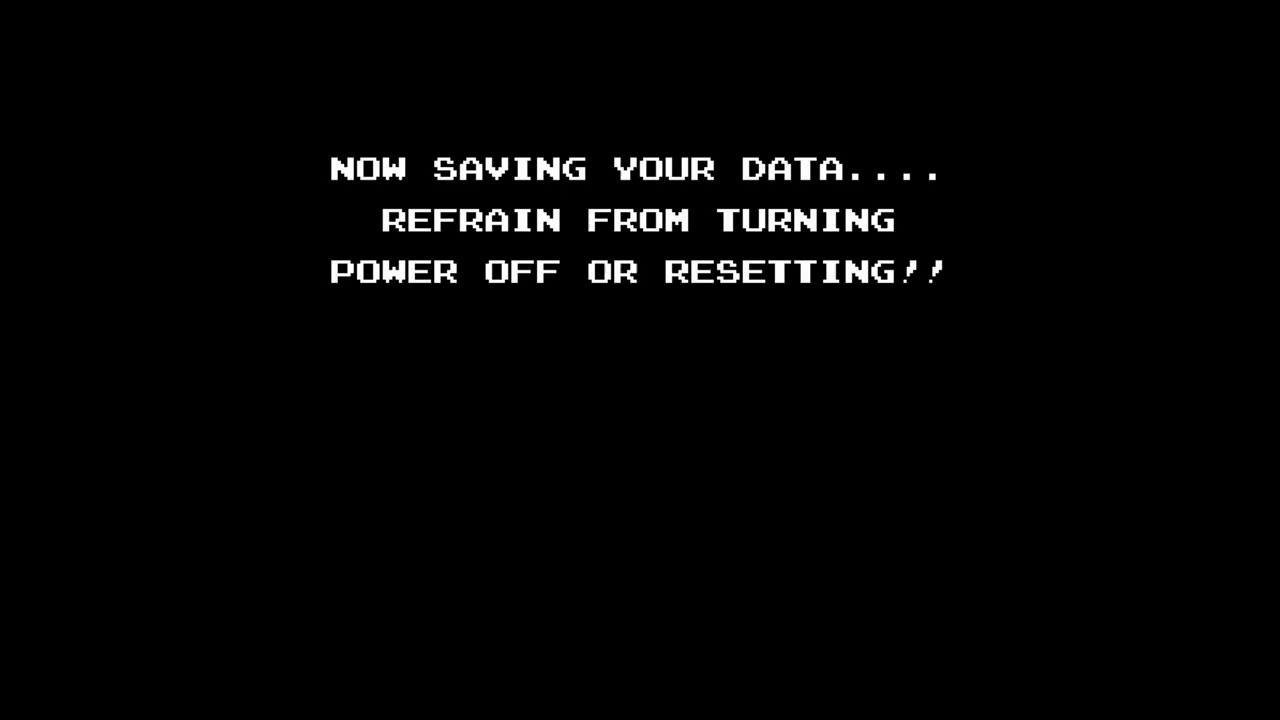 NOW SAVING YOUR DATA....
REFRAIN FROM TURNING
POWER OFF OR RESETTING!!